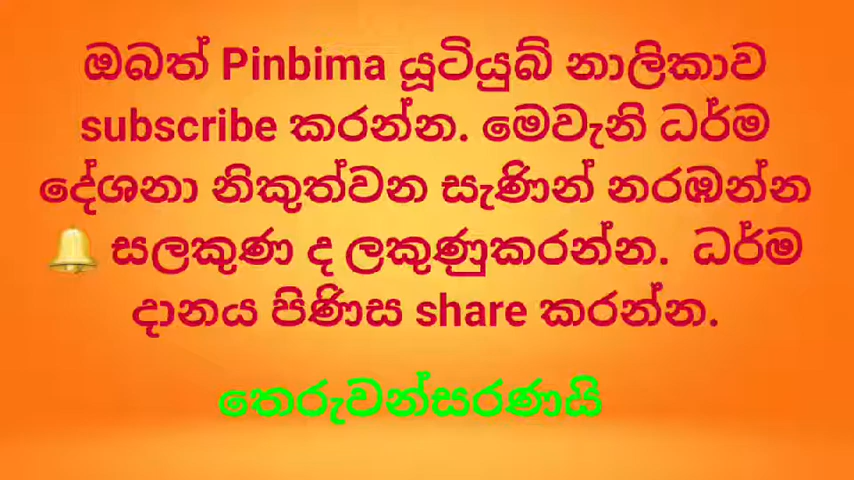 ඔබත් Pinbima යූටියුබ් නාලිකාව
subscribe කරන්න. මෙවැනි ධර්ම
දේශනා නිකුත්වන සැණින් නරඹන්න
🔔 සලකුණ ද ලකුණුකරන්න. ධර්ම
දානය පිණිස share කරන්න.
තෙරුවන්සරණයි